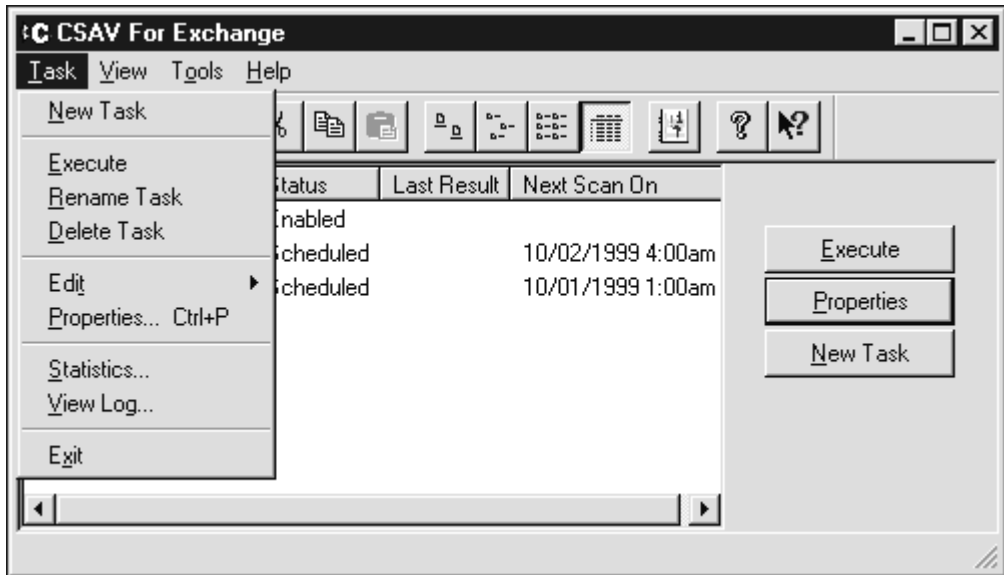 CSAV For Exchange
Task View Tools Help
New Task
Execute
Rename Task
Delete Task
Edit
Properties... Ctrl+P
Statistics...
View Log...
Exit
Status Last Result Next Scan On
Enabled
Scheduled 10/02/1999 4:00am
Scheduled 10/01/1999 1:00am
Execute
Properties
New Task